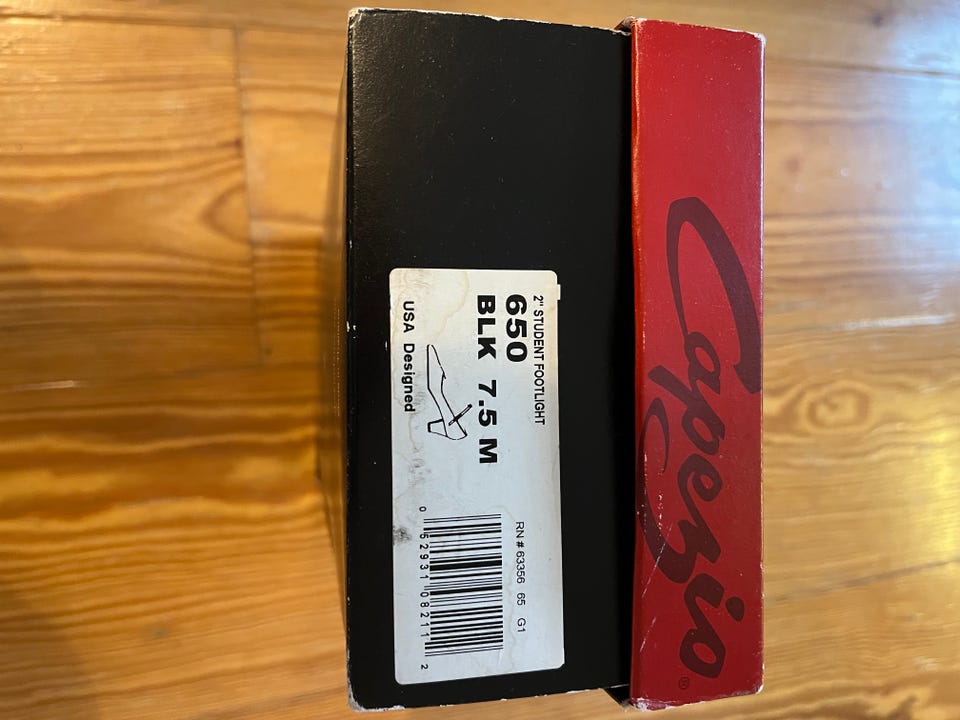 Capezio®
2" STUDENT FOOTLIGHT
650
BLK 7.5 M
USA Designed
RN # 63356 65 G1
0 52931 08211 2